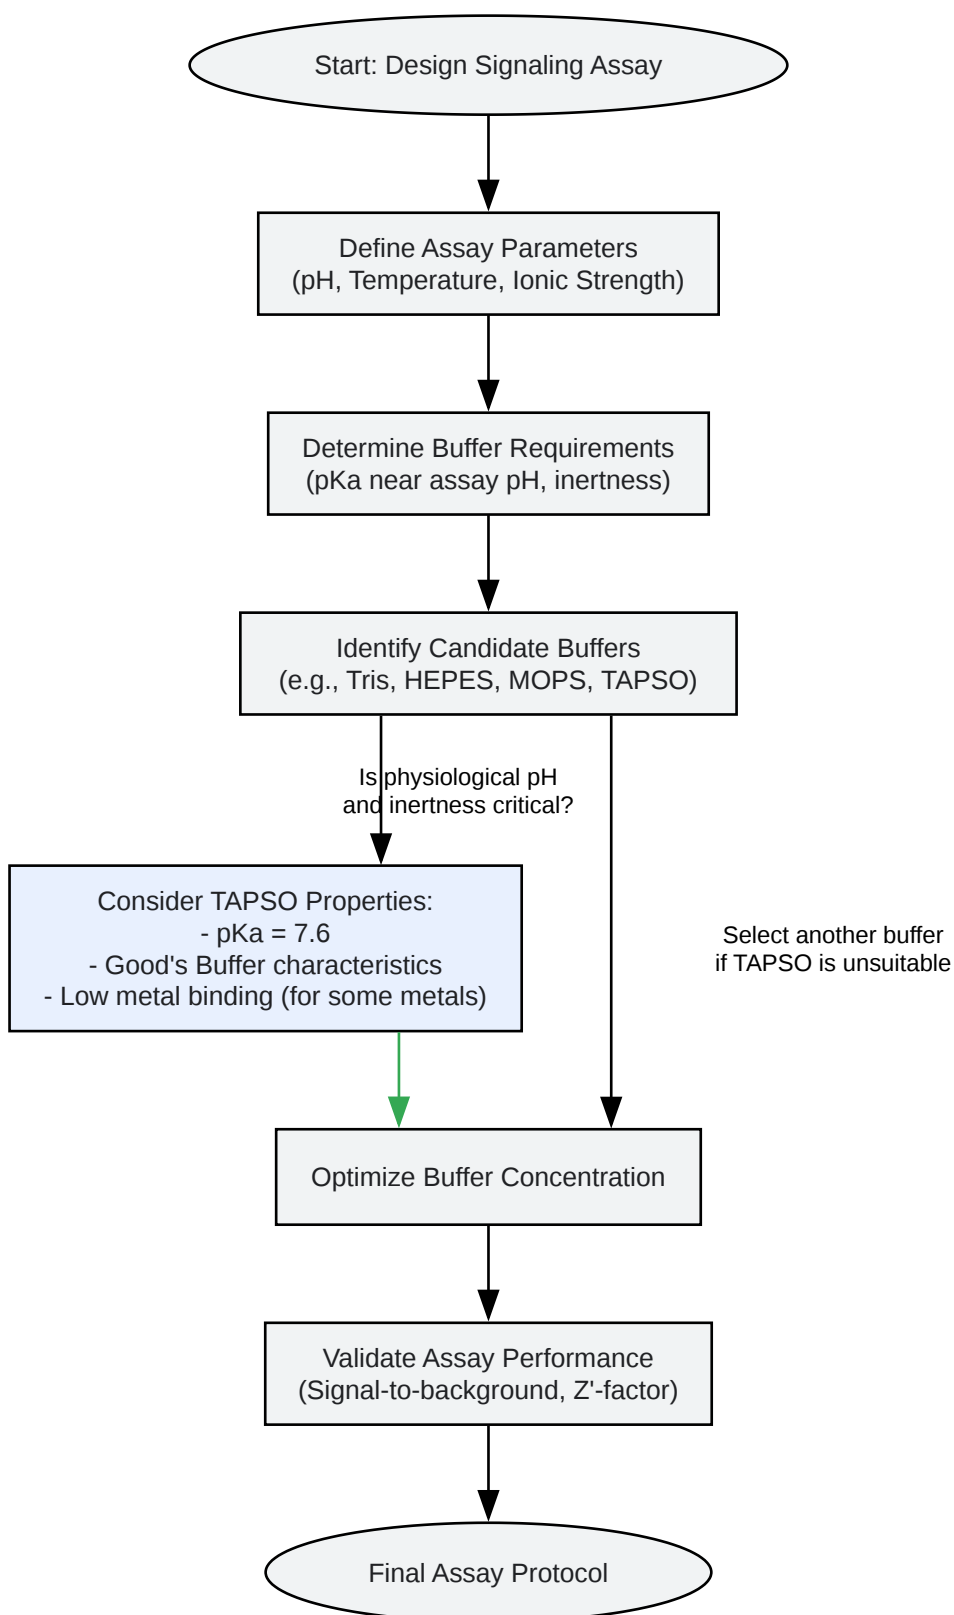 Start: Design Signaling Assay
Define Assay Parameters
(pH, Temperature, Ionic Strength)
Determine Buffer Requirements
(pKa near assay pH, inertness)
Identify Candidate Buffers
(e.g., Tris, HEPES, MOPS, TAPSO)
Is physiological pH
and inertness critical?
Consider TAPSO Properties:
- pKa = 7.6
- Good's Buffer characteristics
- Low metal binding (for some metals)
Select another buffer
if TAPSO is unsuitable
Optimize Buffer Concentration
Validate Assay Performance
(Signal-to-background, Z'-factor)
Final Assay Protocol